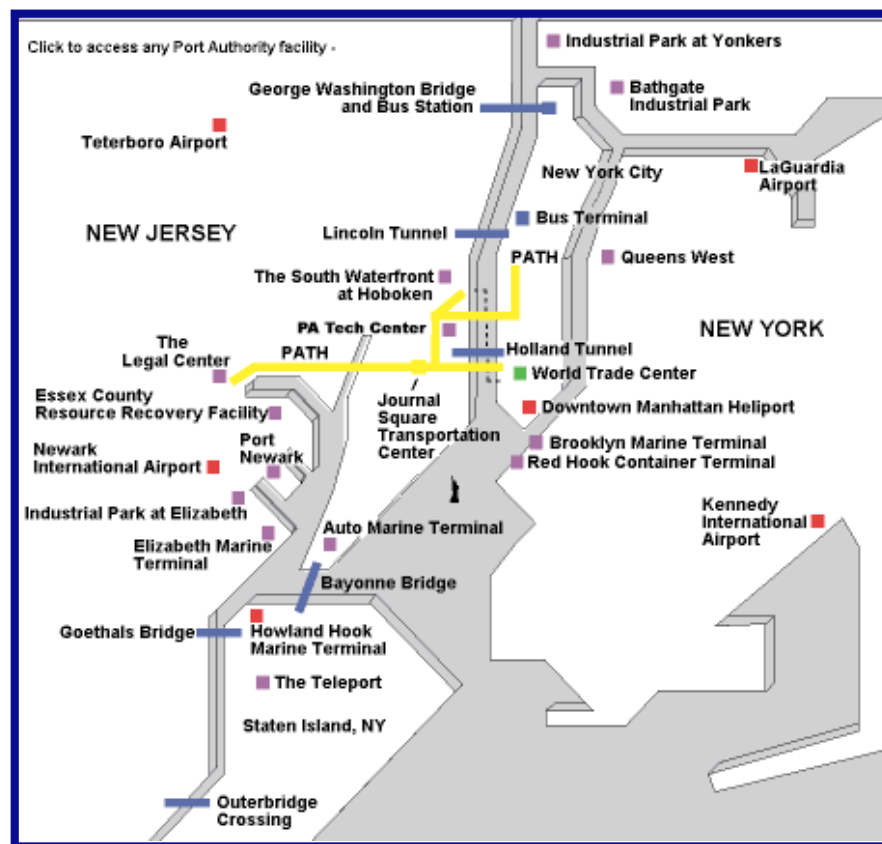 Click to access any Port Authority facility -
Industrial Park at Yonkers
George Washington Bridge
and Bus Station
Bathgate
Industrial Park
Teterboro Airport
New York City
LaGuardia
Airport
NEW JERSEY
Bus Terminal
Lincoln Tunnel
PATH
Queens West
The South Waterfront
at Hoboken
PA Tech Center
NEW YORK
The
Legal Center
PATH
Holland Tunnel
World Trade Center
Essex County
Resource Recovery Facility
Journal
Square
Transportation
Center
Downtown Manhattan Heliport
Port
Newark
Brooklyn Marine Terminal
Newark
International Airport
Red Hook Container Terminal
Industrial Park at Elizabeth
Kennedy
International
Airport
Auto Marine Terminal
Elizabeth Marine
Terminal
Bayonne Bridge
Goethals Bridge
Howland Hook
Marine Terminal
The Teleport
Staten Island, NY
Outerbridge
Crossing